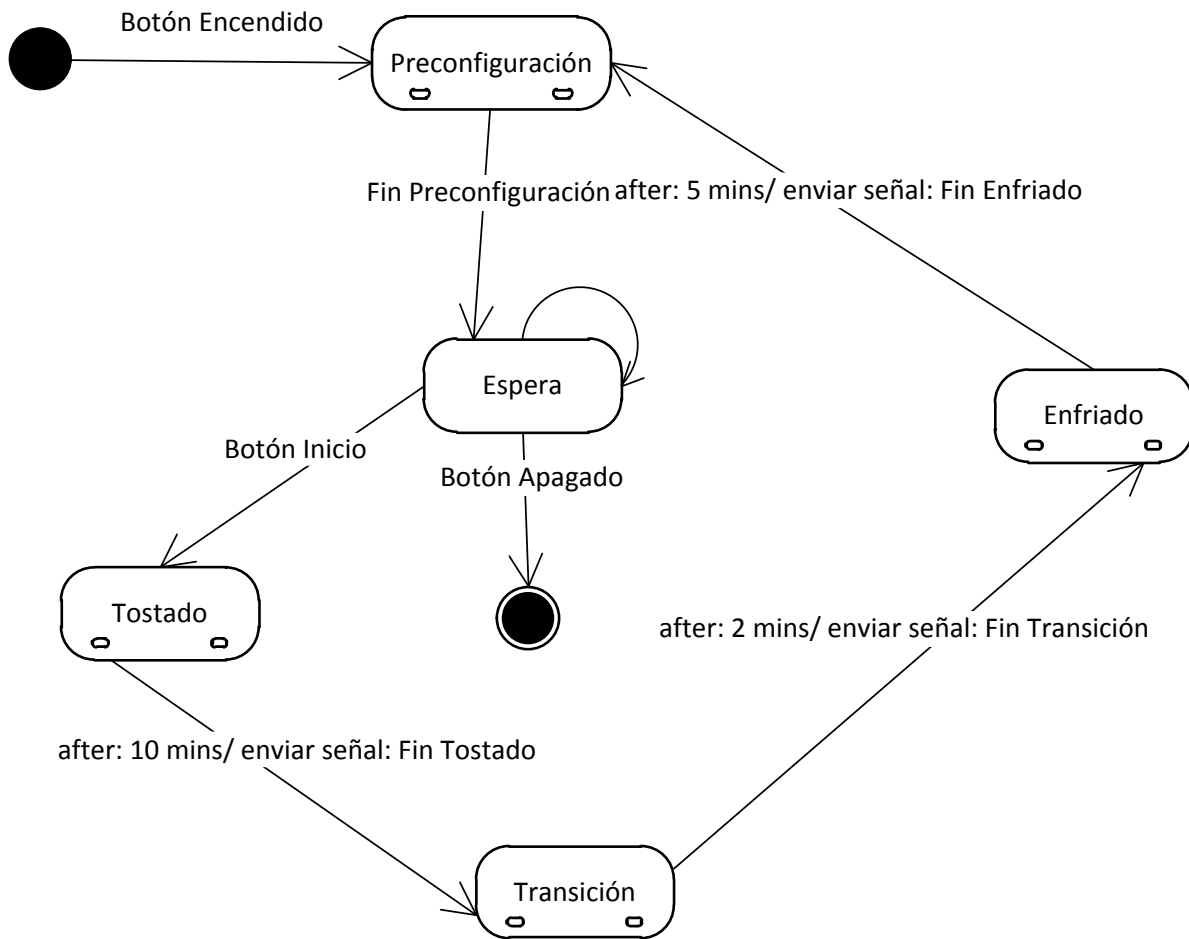 Botón Encendido
Preconfiguración
Fin Preconfiguración
after: 5 mins/ enviar señal: Fin Enfriado
Espera
Enfriado
Botón Inicio
Botón Apagado
Tostado
after: 2 mins/ enviar señal: Fin Transición
after: 10 mins/ enviar señal: Fin Tostado
Transición